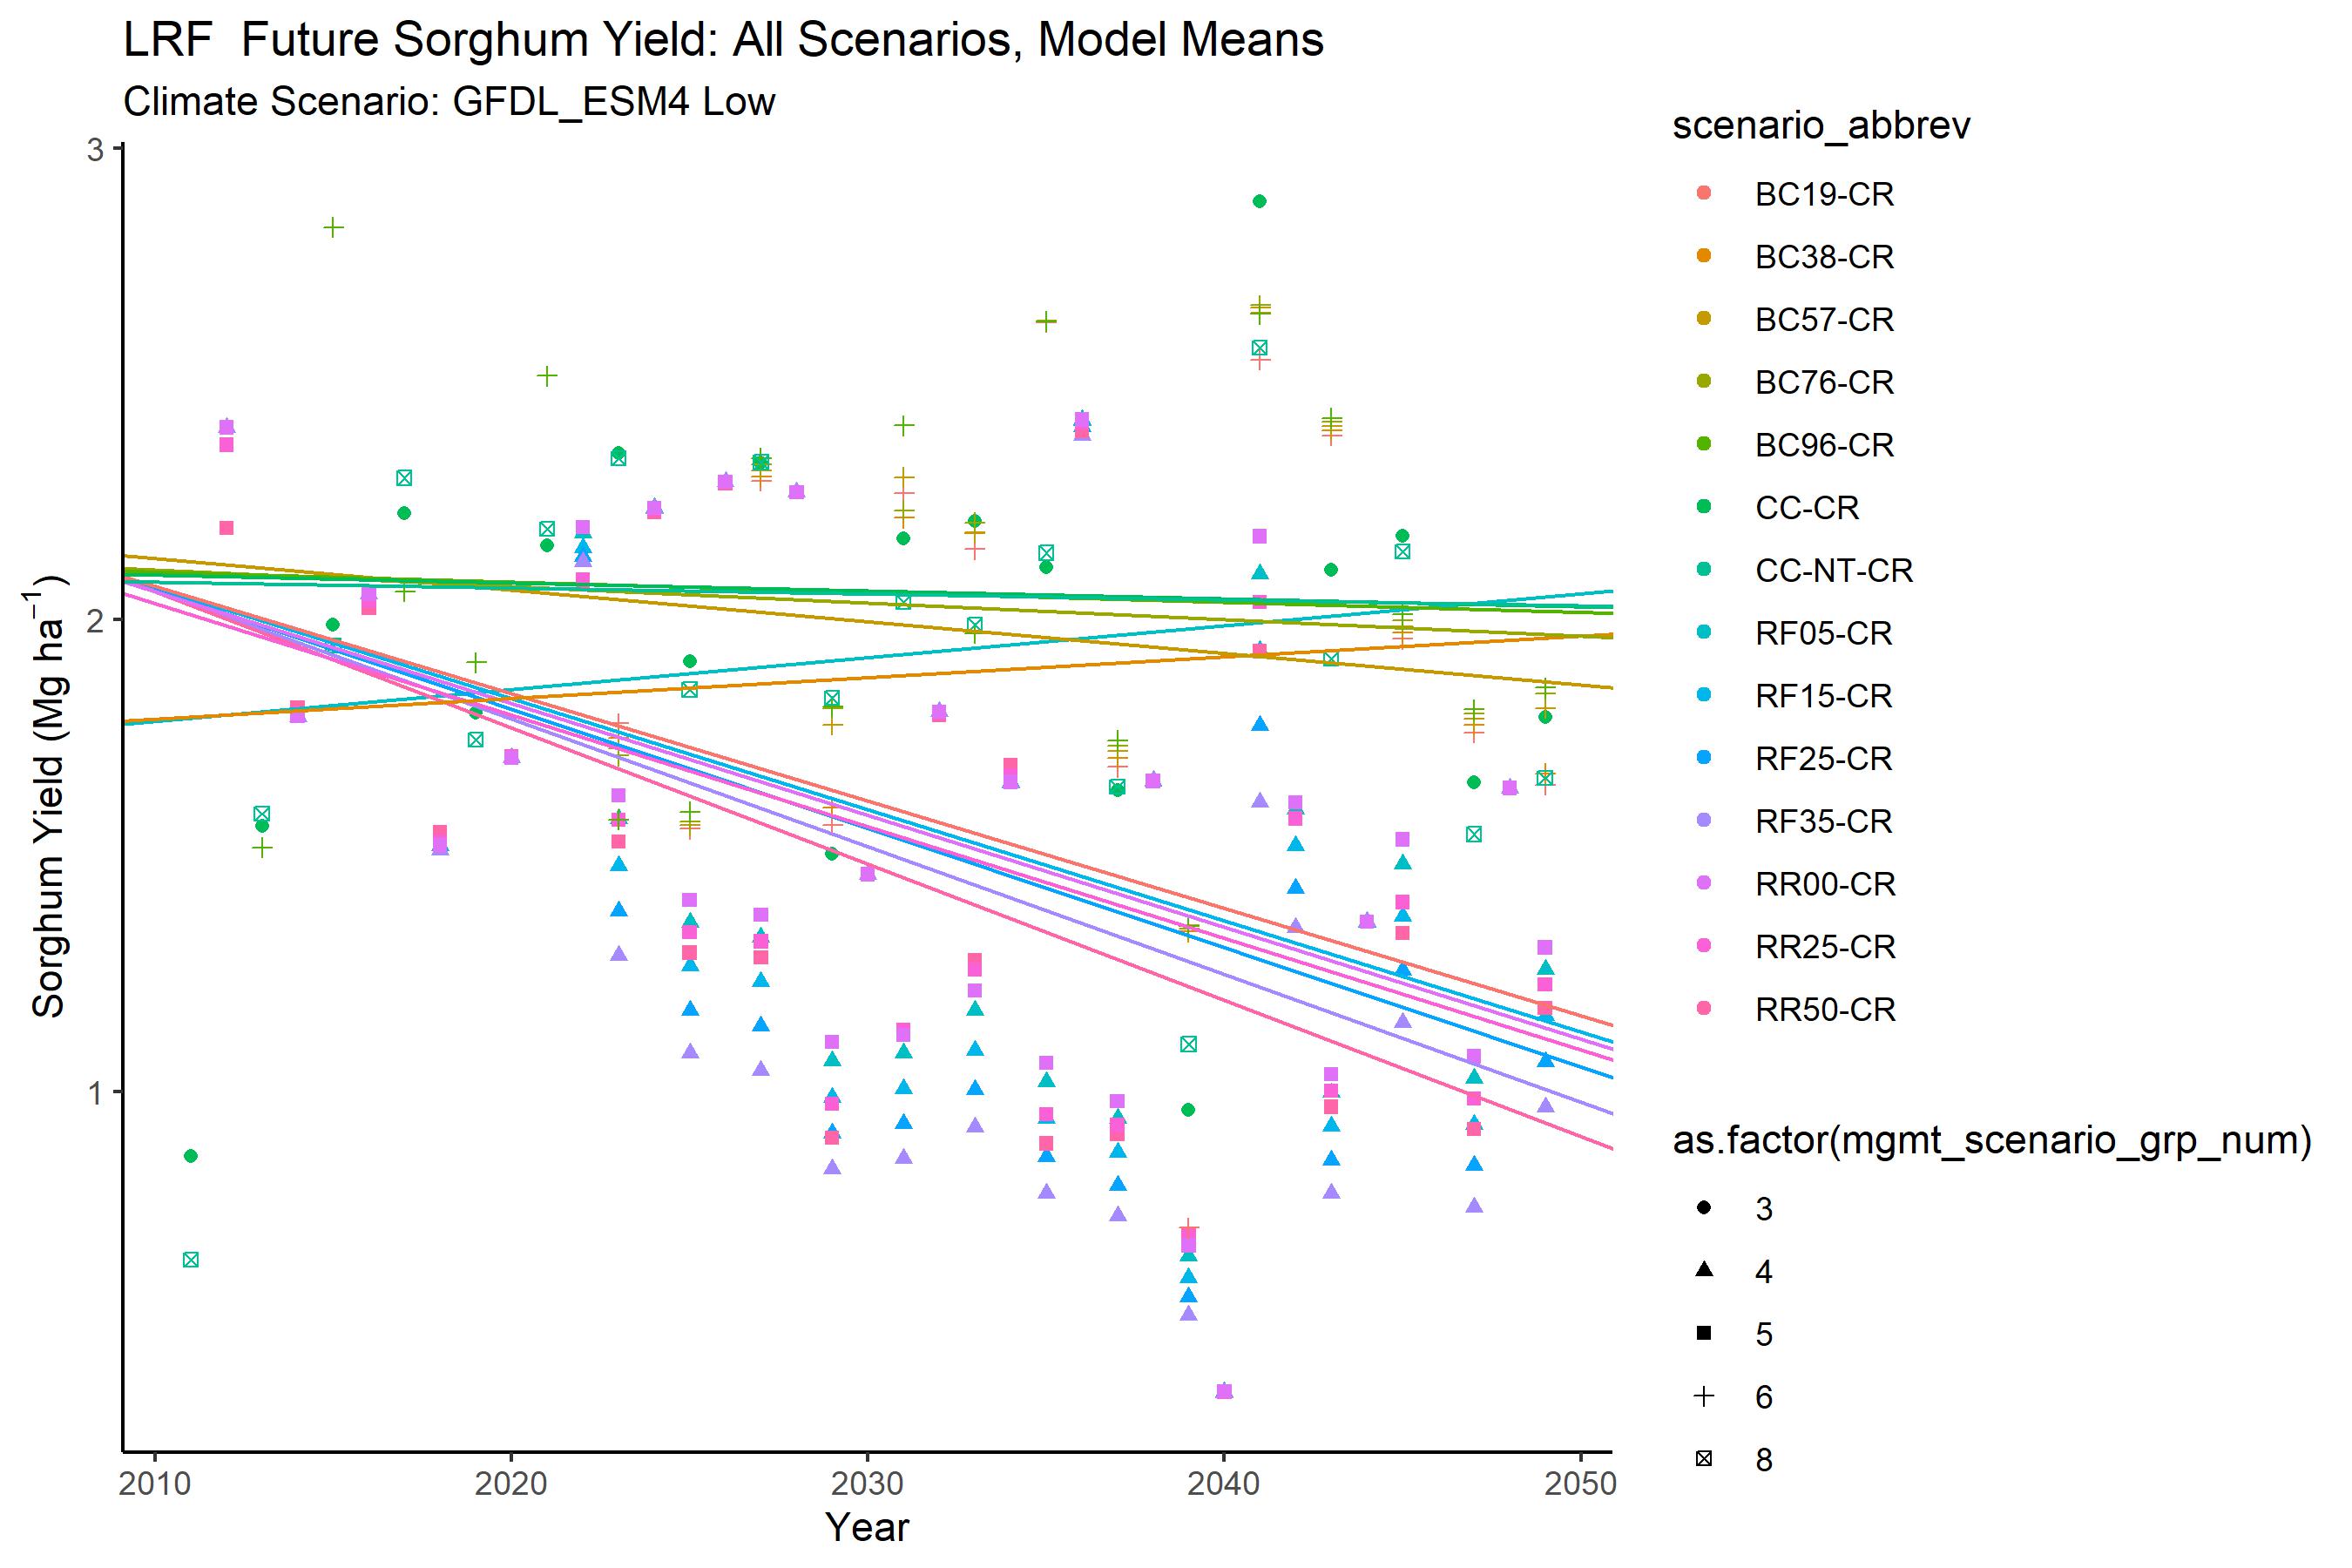 LRF  Future Sorghum Yield: All Scenarios, Model Means
Climate Scenario: GFDL_ESM4 Low
Sorghum Yield (Mg ha⁻¹)
3
2
1
2010
2020
2030
2040
2050
Year
scenario_abbrev
BC19-CR
BC38-CR
BC57-CR
BC76-CR
BC96-CR
CC-CR
CC-NT-CR
RF05-CR
RF15-CR
RF25-CR
RF35-CR
RR00-CR
RR25-CR
RR50-CR
as.factor(mgmt_scenario_grp_num)
3
4
5
6
8